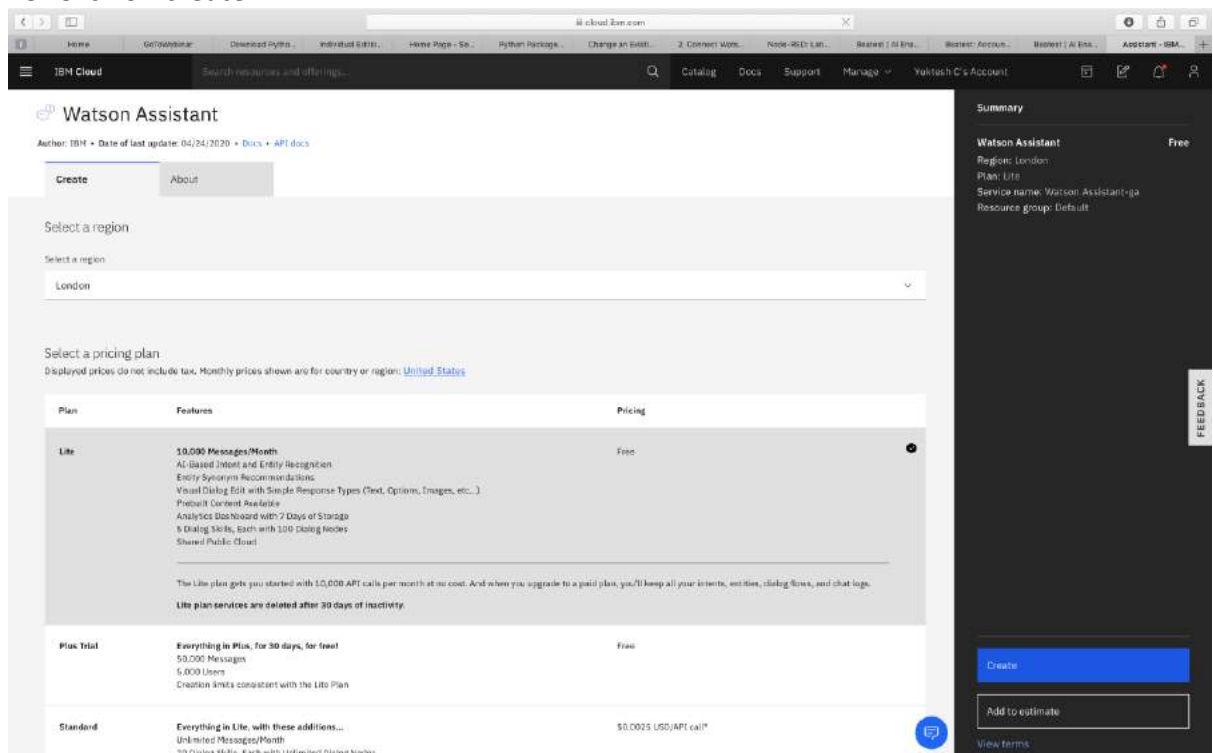 cloud.ibm.com
Home
GoToWebinar
Download Pytho...
Individual Editi...
Home Page - Se...
Python Package...
Change an Existi...
2. Connect Wats...
Node-RED: Lab...
Assistant - IBM...
IBM Cloud
Search resources and offerings...
Catalog
Docs
Support
Manage
Yuktesh C's Account
Watson Assistant
Author: IBM • Date of last update: 04/24/2020 • Docs • API docs
Create
About
Select a region
Select a region
London
Select a pricing plan
Displayed prices do not include tax. Monthly prices shown are for country or region: United States
Plan Features Pricing
Lite 10,000 Messages/Month Free
AI-Based Intent and Entity Recognition
Entity Synonym Recommendations
Visual Dialog Edit with Simple Response Types (Text, Options, Images, etc...)
Prebuilt Content Available
Analytics Dashboard with 7 Days of Storage
5 Dialog Skills, Each with 100 Dialog Nodes
Shared Public Cloud
The Lite plan gets you started with 10,000 API calls per month at no cost. And when you upgrade to a paid plan, you'll keep all your intents, entities, dialog flows, and chat logs.
Lite plan services are deleted after 30 days of inactivity.
Plus Trial Everything in Plus, for 30 days, for free! Free
50,000 Messages
5,000 Users
Creation limits consistent with the Lite Plan
Standard Everything in Lite, with these additions... $0.0025 USD/API call*
Unlimited Messages/Month
20 Dialog Skills, Each with Unlimited Dialog Nodes
Summary
Watson Assistant Free
Region: London
Plan: Lite
Service name: Watson Assistant-ga
Resource group: Default
FEEDBACK
Create
Add to estimate
View terms